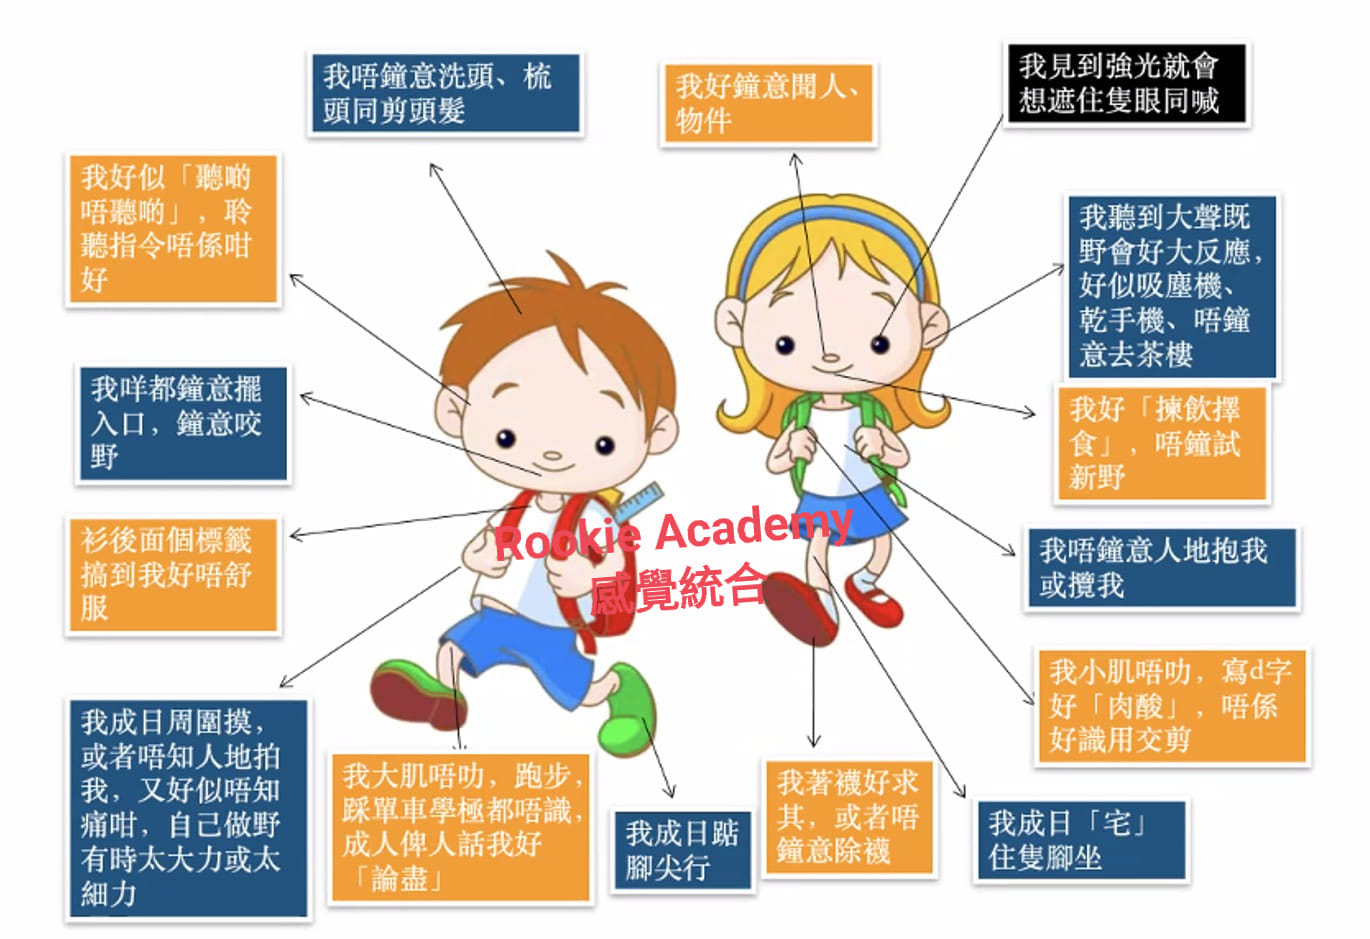 我唔鐘意洗頭、梳
頭同剪頭髮
我好鐘意聞人、
物件
我見到強光就會
想遮住隻眼同喊
我好似「聽啲
唔聽啲」，聆
聽指令唔係咁
好
我聽到大聲既
野會好大反應，
好似吸塵機、
乾手機、唔鐘
意去茶樓
我咩都鐘意擺
入口，鐘意咬
野
我好「揀飲擇
食」，唔鐘試
新野
衫後面個標籤
搞到我好唔舒
服
Rookie Academy
感覺統合
我唔鐘意人地抱我
或攬我
我小肌唔叻，寫d字
好「肉酸」，唔係
好識用交剪
我成日周圍摸，
或者唔知人地拍
我，又好似唔知
痛咁，自己做野
有時太大力或太
細力
我大肌唔叻，跑步，
踩單車學極都唔識，
成人俾人話我好
「論盡」
我成日踮
腳尖行
我著襪好求
其，或者唔
鐘意除襪
我成日「宅」
住隻腳坐